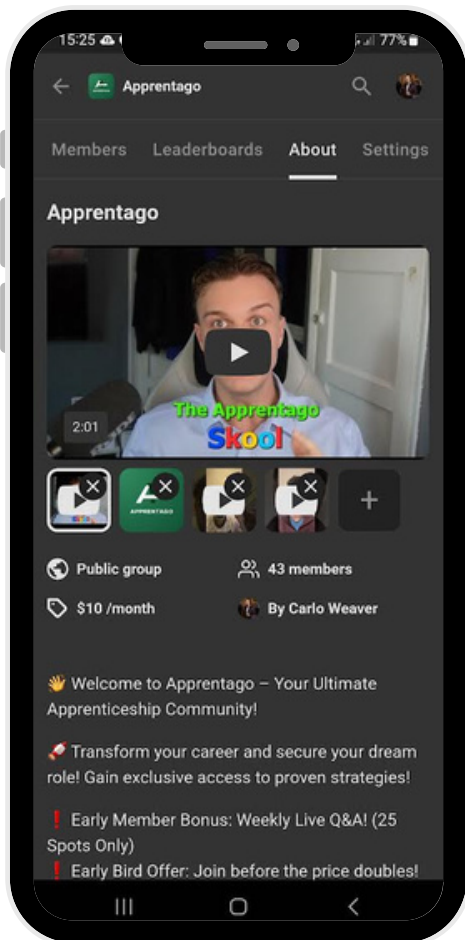 15:25
77%
Apprentago
Members Leaderboards About Settings
Apprentago
The Apprentago
Skool
2:01
APPRENTAGO
Public group 43 members
$10 /month By Carlo Weaver
👋 Welcome to Apprentago – Your Ultimate
Apprenticeship Community!
🚀 Transform your career and secure your dream
role! Gain exclusive access to proven strategies!
❗ Early Member Bonus: Weekly Live Q&A! (25
Spots Only)
❗ Early Bird Offer: Join before the price doubles!